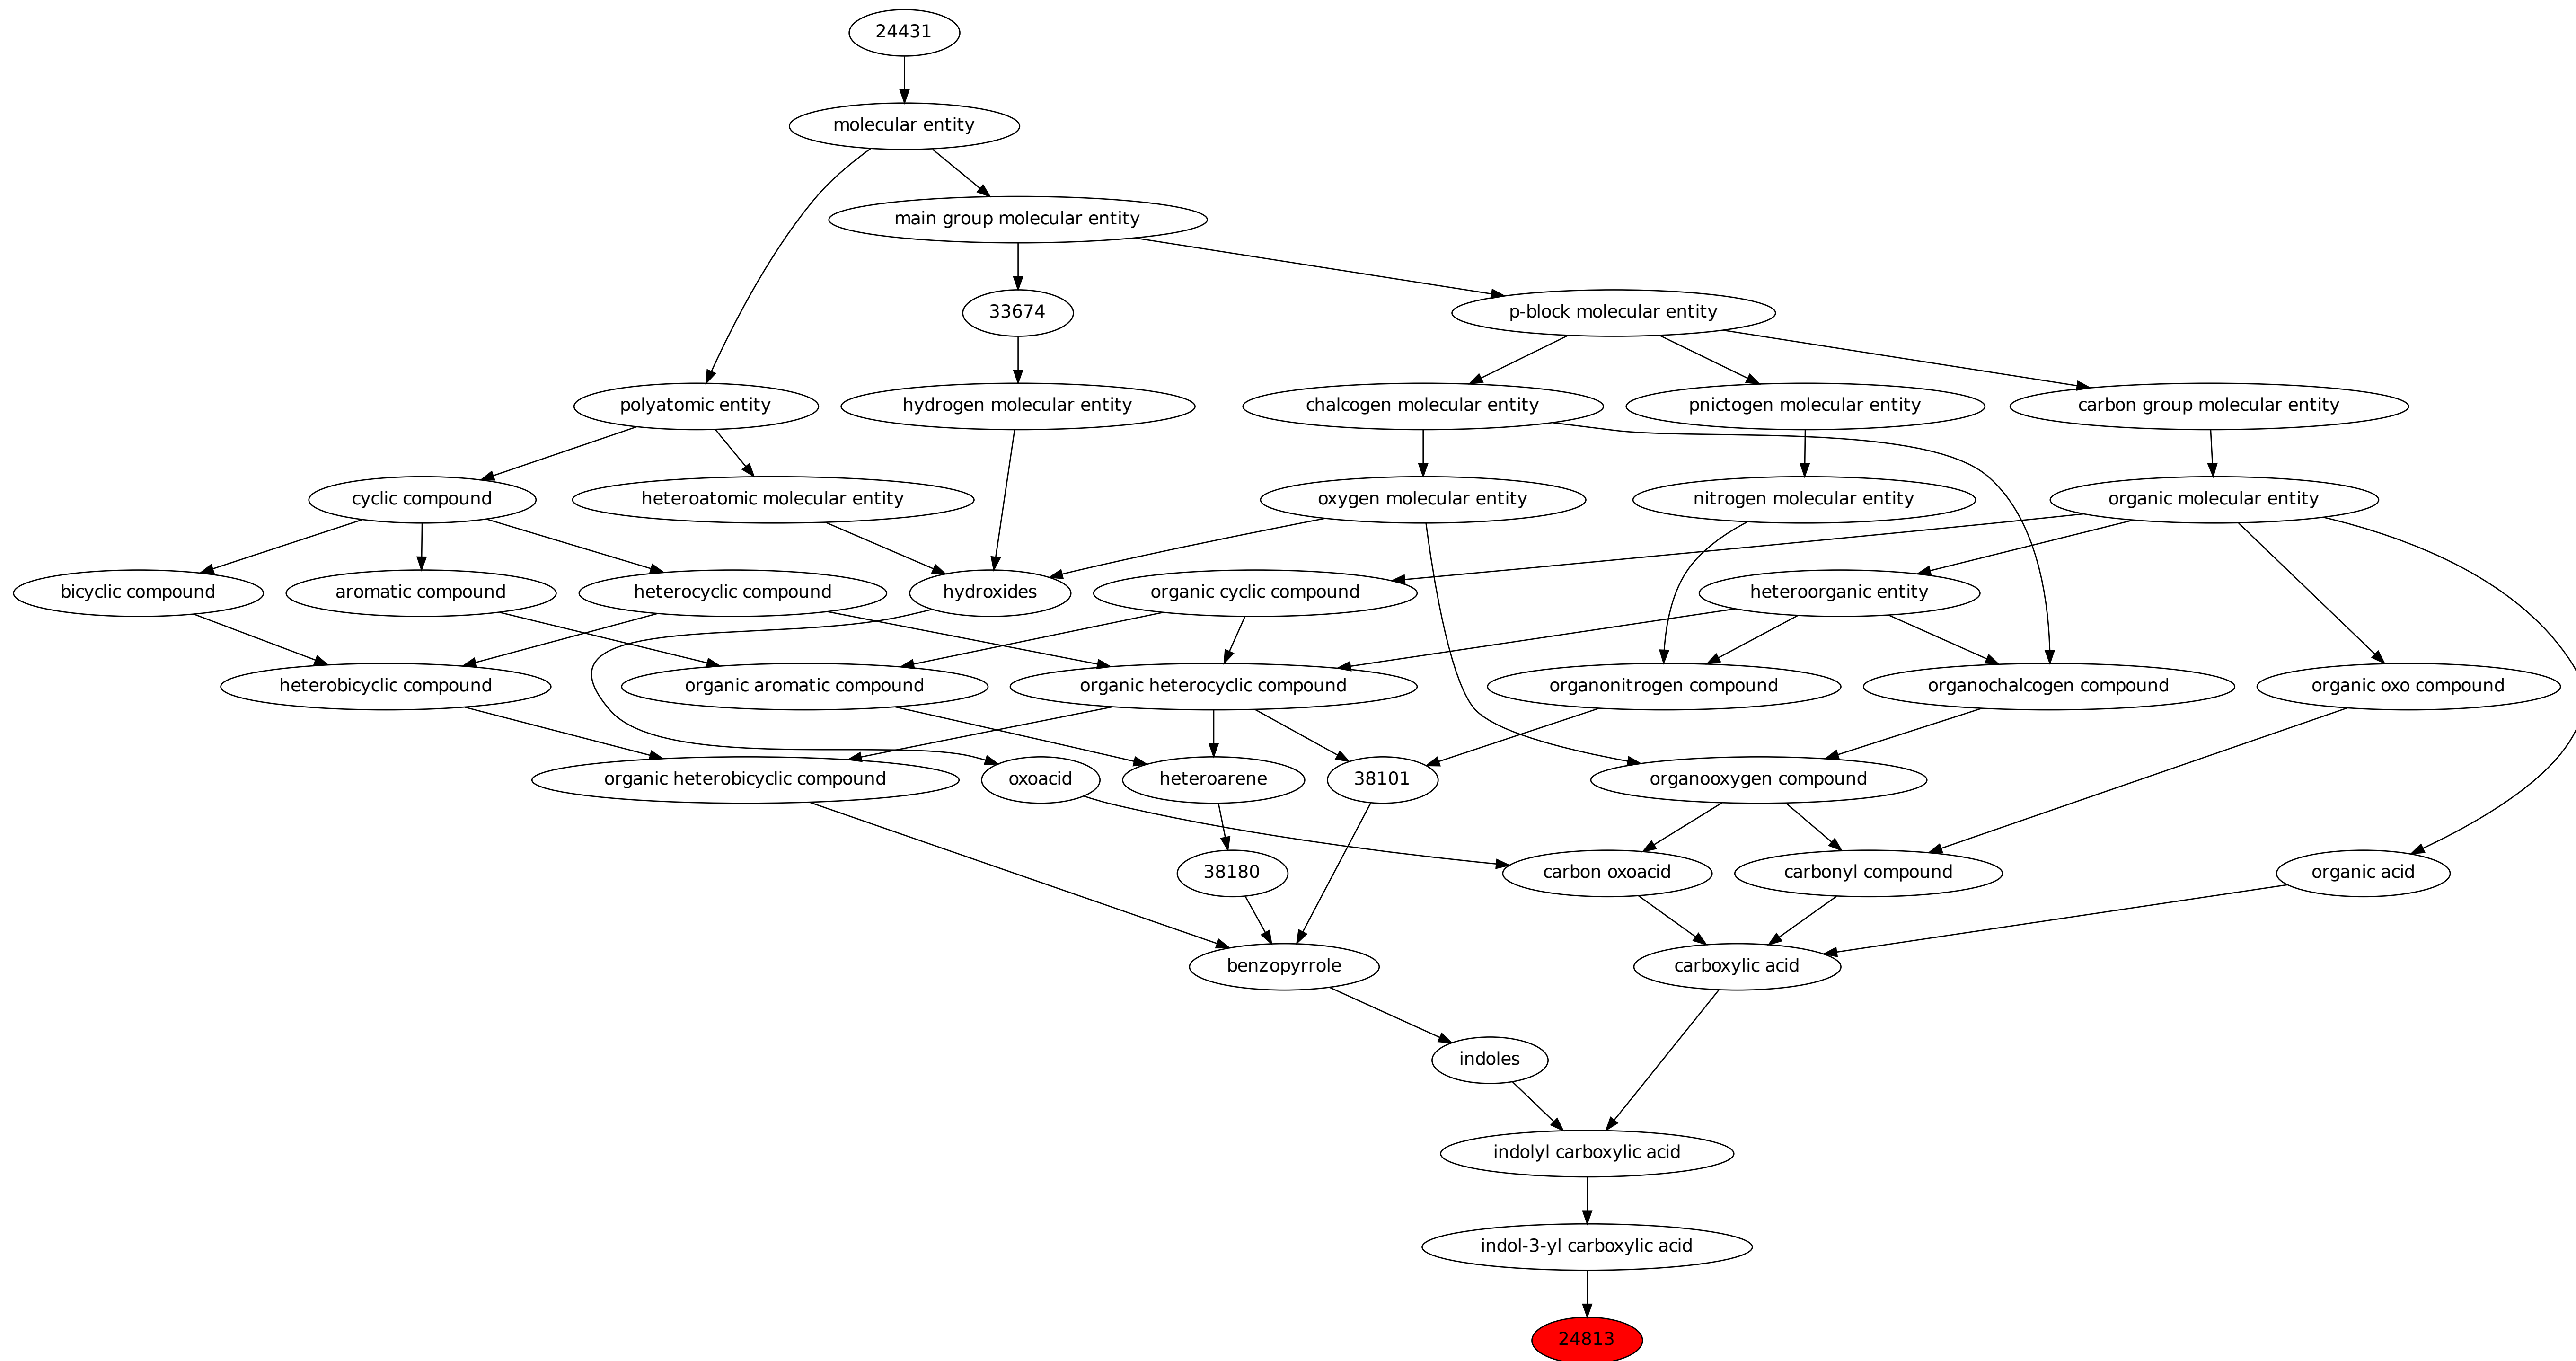 24431
molecular entity
main group molecular entity
33674
p-block molecular entity
polyatomic entity
hydrogen molecular entity
chalcogen molecular entity
pnictogen molecular entity
carbon group molecular entity
cyclic compound
heteroatomic molecular entity
oxygen molecular entity
nitrogen molecular entity
organic molecular entity
bicyclic compound
aromatic compound
heterocyclic compound
hydroxides
organic cyclic compound
heteroorganic entity
heterobicyclic compound
organic aromatic compound
organic heterocyclic compound
organonitrogen compound
organochalcogen compound
organic oxo compound
organic heterobicyclic compound
oxoacid
heteroarene
38101
organooxygen compound
38180
carbon oxoacid
carbonyl compound
organic acid
benzopyrrole
carboxylic acid
indoles
indolyl carboxylic acid
indol-3-yl carboxylic acid
24813